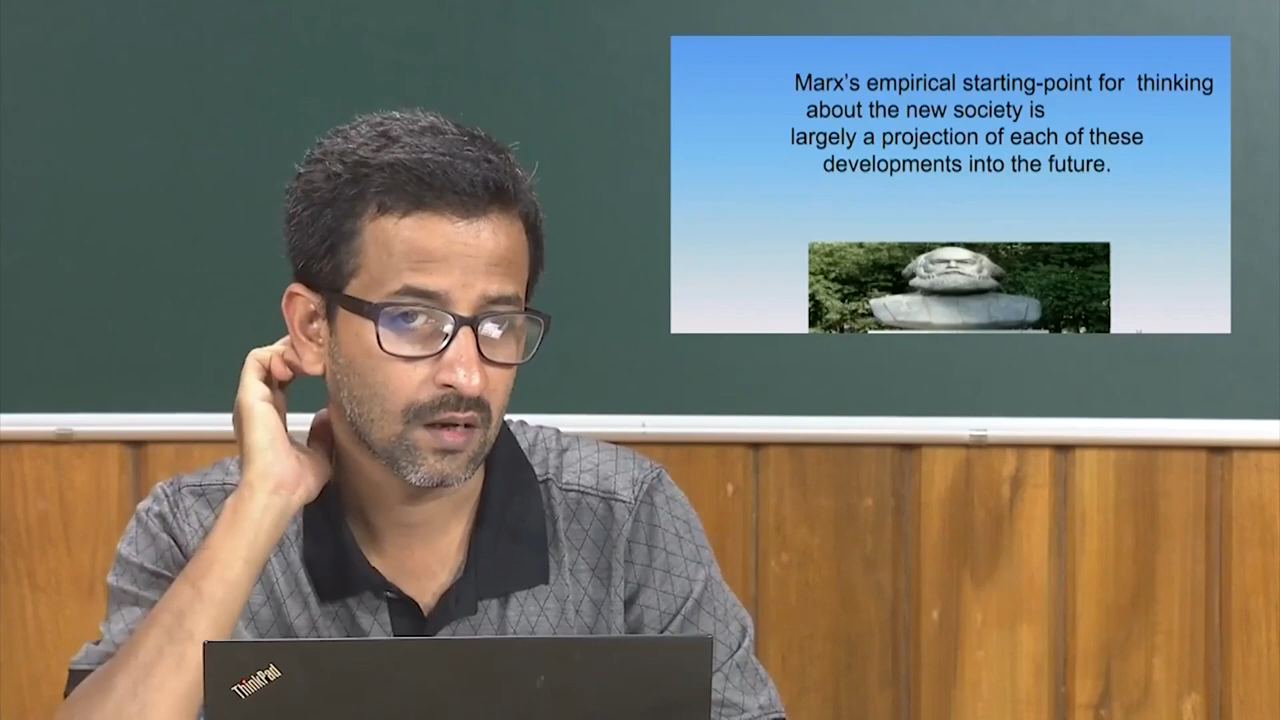 Marx's empirical starting-point for thinking
about the new society is
largely a projection of each of these
developments into the future.
ThinkPad